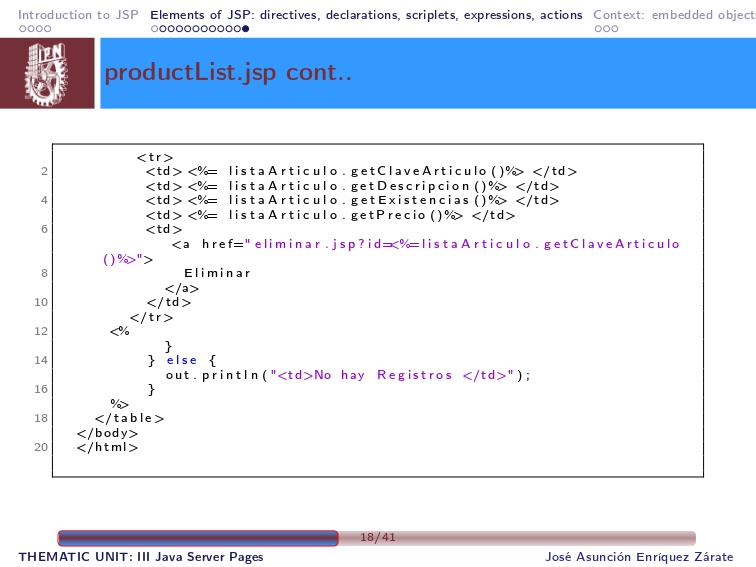 Introduction to JSP Elements of JSP: directives, declarations, scriplets, expressions, actions Context: embedded object
IPN
productList.jsp cont..
<tr>
2 <td> <%= listaArticulo.getClaveArticulo()%> </td>
<td> <%= listaArticulo.getDescripcion()%> </td>
4 <td> <%= listaArticulo.getExistencias()%> </td>
<td> <%= listaArticulo.getPrecio()%> </td>
6 <td>
<a href="eliminar.jsp?id=<%=listaArticulo.getClaveArticulo
()%>">
8 Eliminar
</a>
10 </td>
</tr>
12 <%
}
14 } else {
out.println("<td>No hay Registros </td>");
16 }
%>
18 </table>
</body>
20 </html>
18/41
THEMATIC UNIT: III Java Server Pages José Asunción Enríquez Zárate